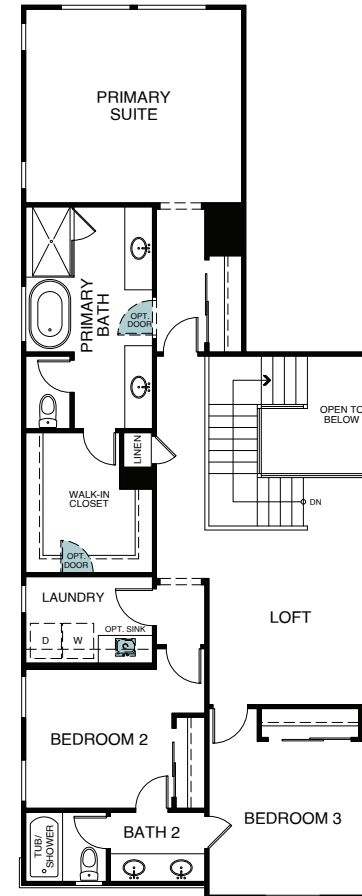 PRIMARY
SUITE
PRIMARY
BATH
OPT.
DOOR
OPEN TO
BELOW
LINEN
WALK-IN
CLOSET
DN
OPT.
DOOR
LAUNDRY
OPT. SINK
D
W
LOFT
BEDROOM 2
BEDROOM 3
BATH 2
TUB/
SHOWER